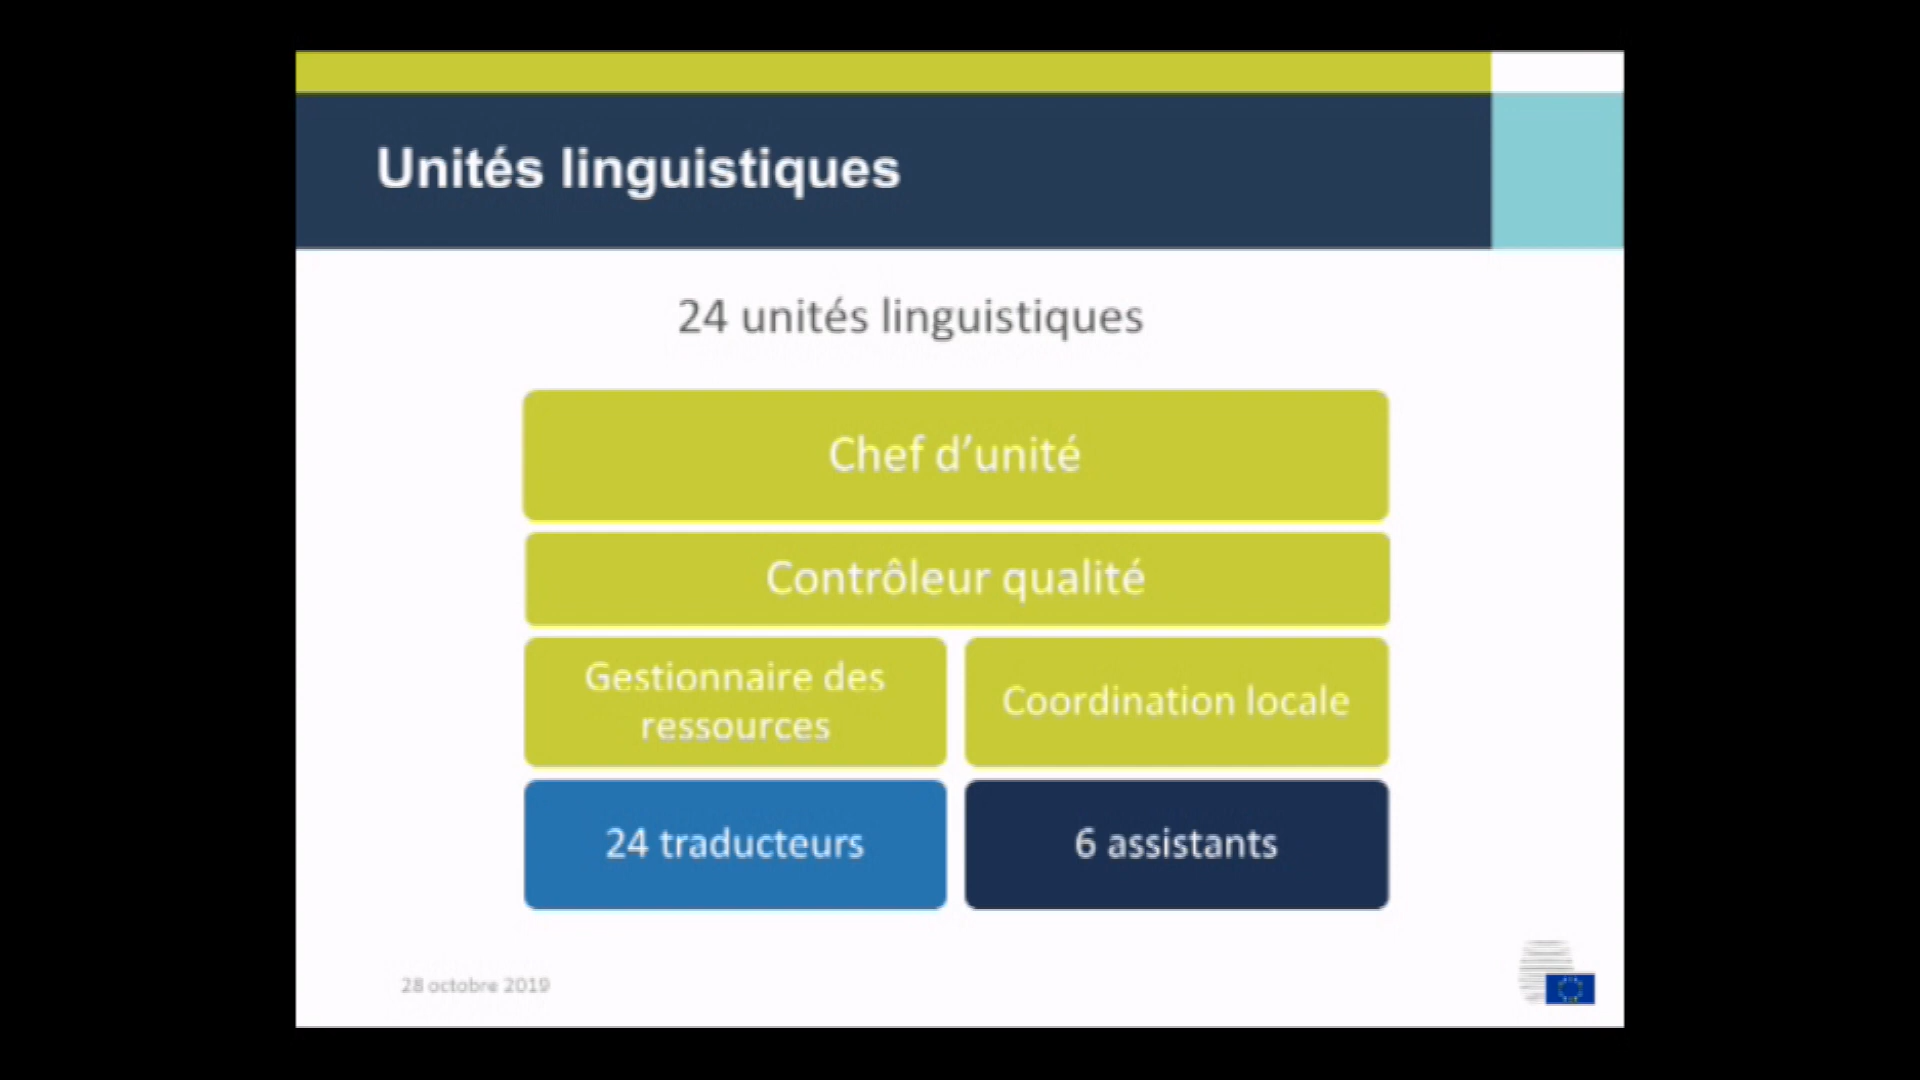 Unités linguistiques
24 unités linguistiques
Chef d’unité
Contrôleur qualité
Gestionnaire des
ressources
Coordination locale
24 traducteurs
6 assistants
28 octobre 2019